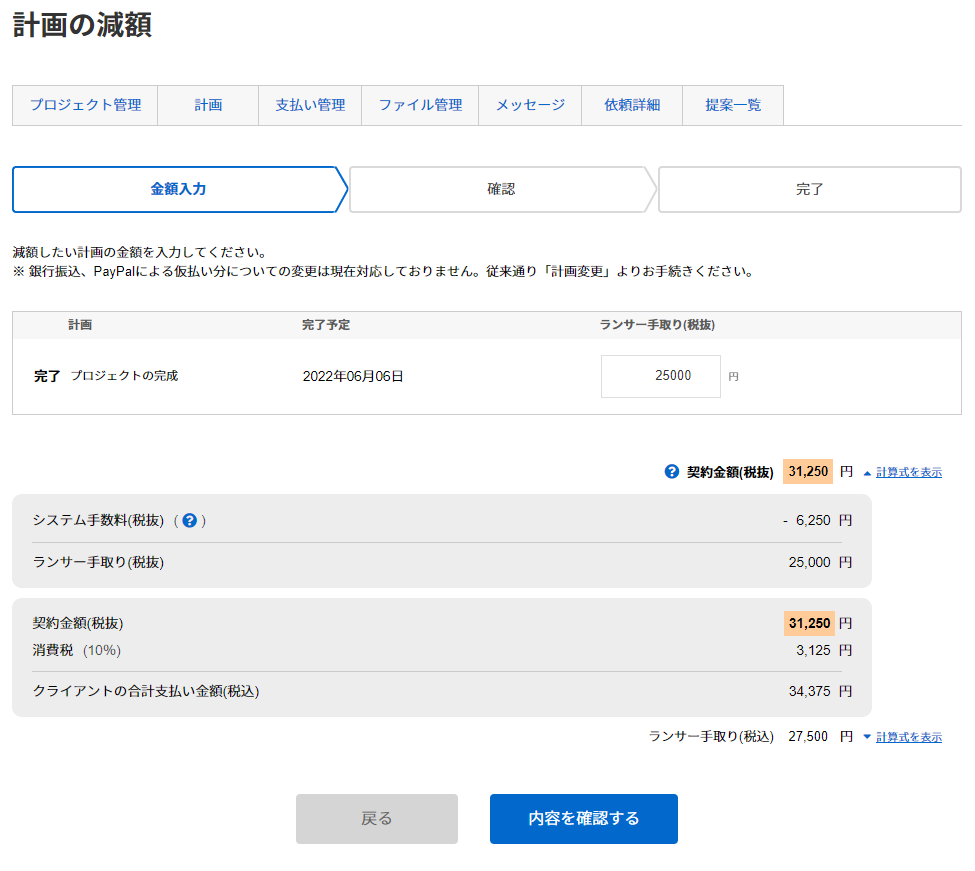 計画の減額
プロジェクト管理 計画 支払い管理 ファイル管理 メッセージ 依頼詳細 提案一覧
金額入力 確認 完了
減額したい計画の金額を入力してください。
※ 銀行振込、PayPalによる仮払い分についての変更は現在対応しておりません。従来通り「計画変更」よりお手続きください。
計画 完了予定 ランサー手取り(税抜)
完了 プロジェクトの完成 2022年06月06日 25000 円
? 契約金額(税抜) 31,250 円 ▲ 計算式を表示
システム手数料(税抜) ( ? ) - 6,250 円
ランサー手取り(税抜) 25,000 円
契約金額(税抜) 31,250 円
消費税 (10%) 3,125 円
クライアントの合計支払い金額(税込) 34,375 円
ランサー手取り(税込) 27,500 円 ▼ 計算式を表示
戻る 内容を確認する